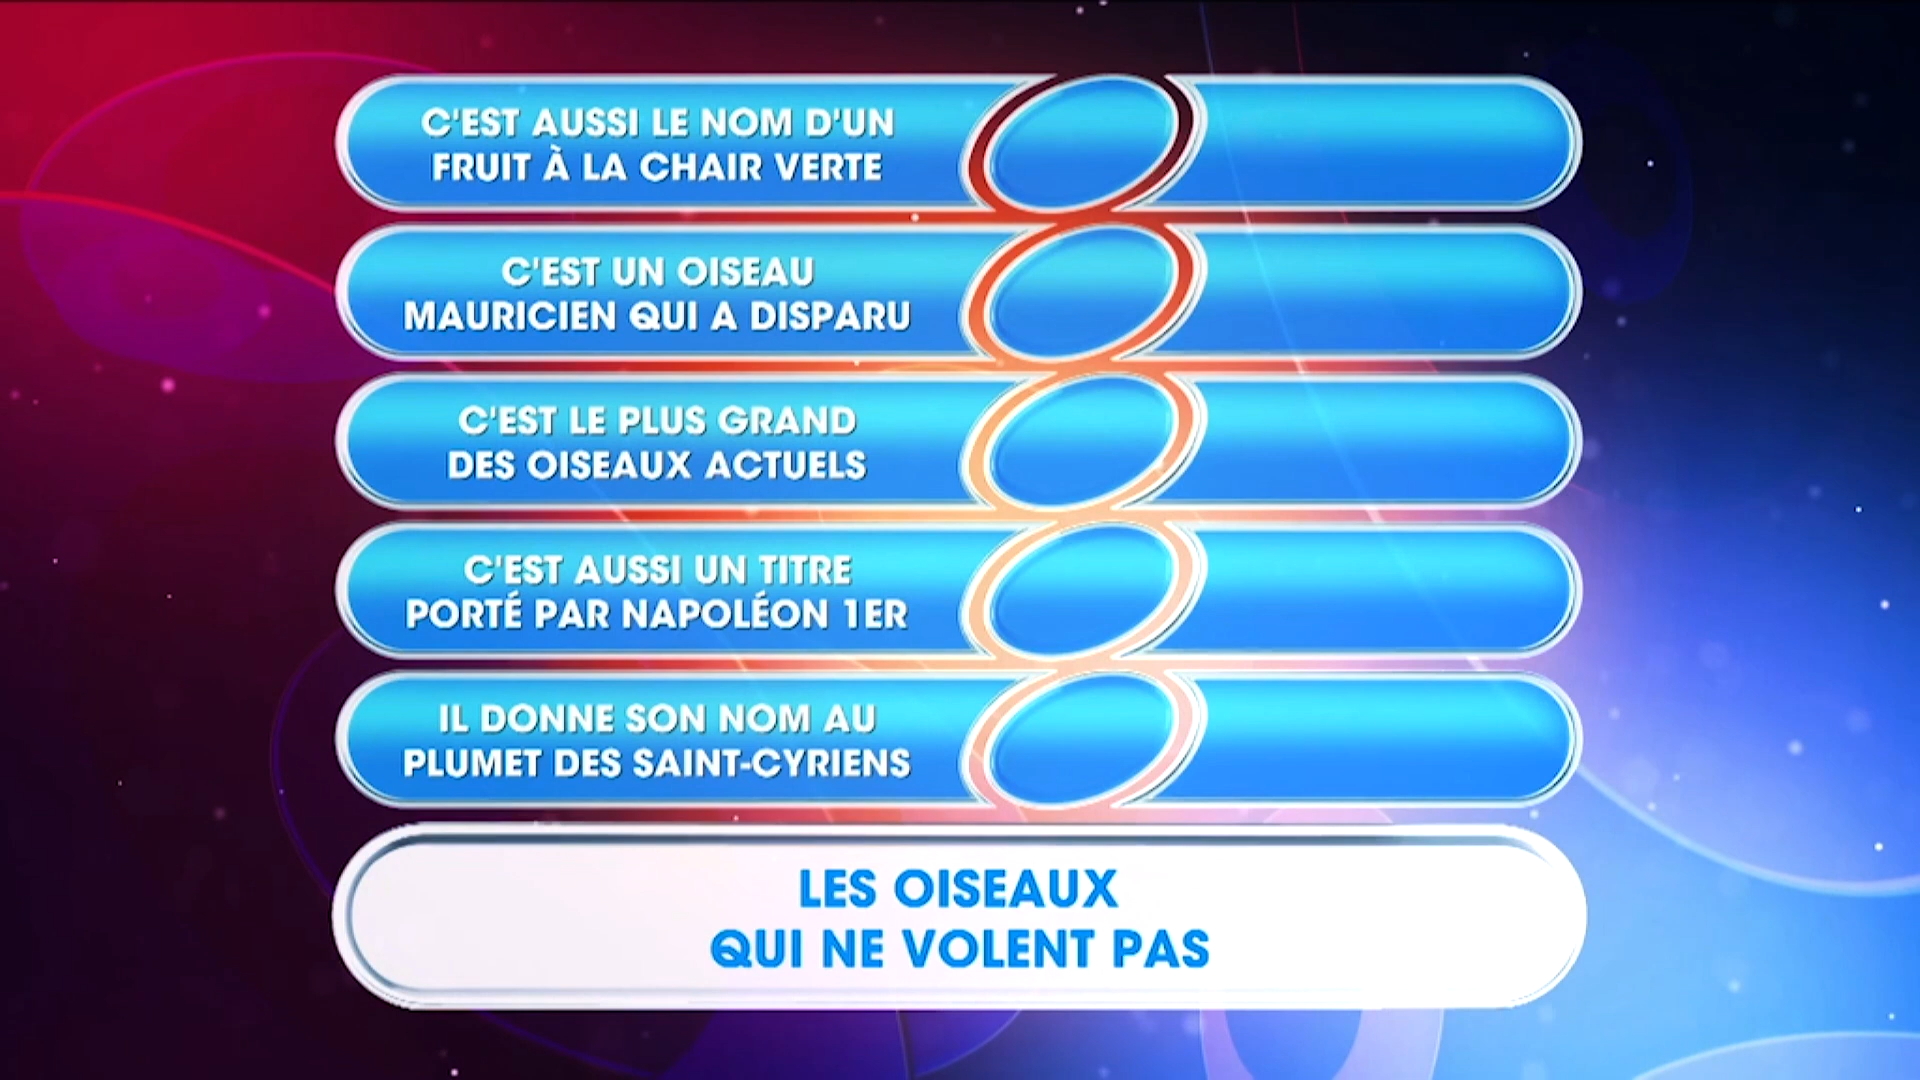 C'EST AUSSI LE NOM D'UN
FRUIT À LA CHAIR VERTE
C'EST UN OISEAU
MAURICIEN QUI A DISPARU
C'EST LE PLUS GRAND
DES OISEAUX ACTUELS
C'EST AUSSI UN TITRE
PORTÉ PAR NAPOLÉON 1ER
IL DONNE SON NOM AU
PLUMET DES SAINT-CYRIENS
LES OISEAUX
QUI NE VOLENT PAS